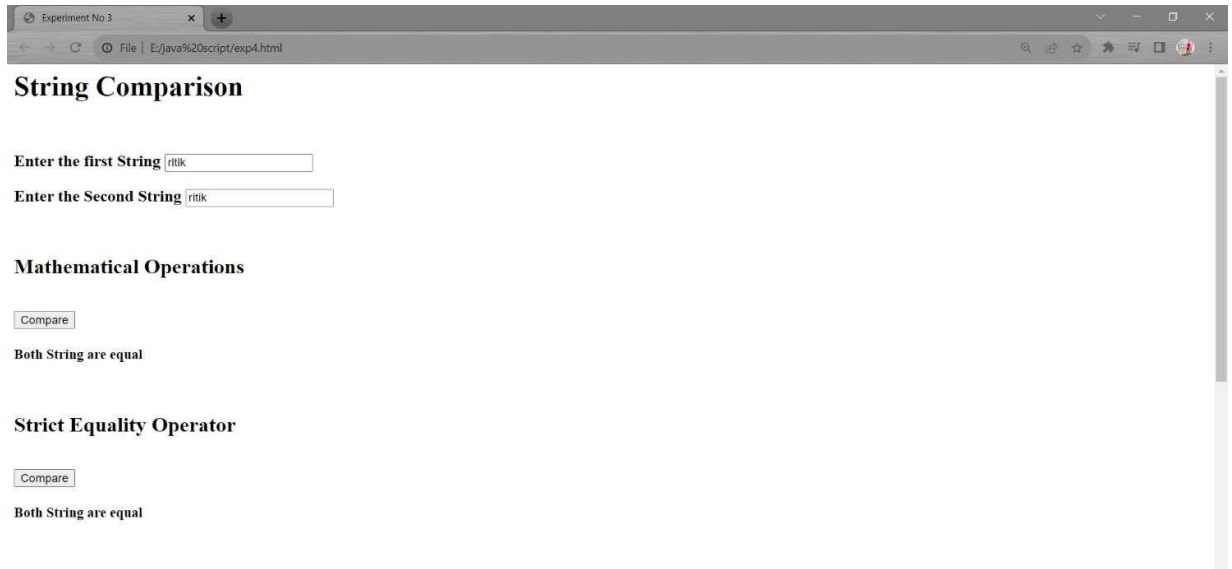 Experiment No 3
File | E:/java%20script/exp4.html
String Comparison
Enter the first String ritik
Enter the Second String ritik
Mathematical Operations
Compare
Both String are equal
Strict Equality Operator
Compare
Both String are equal